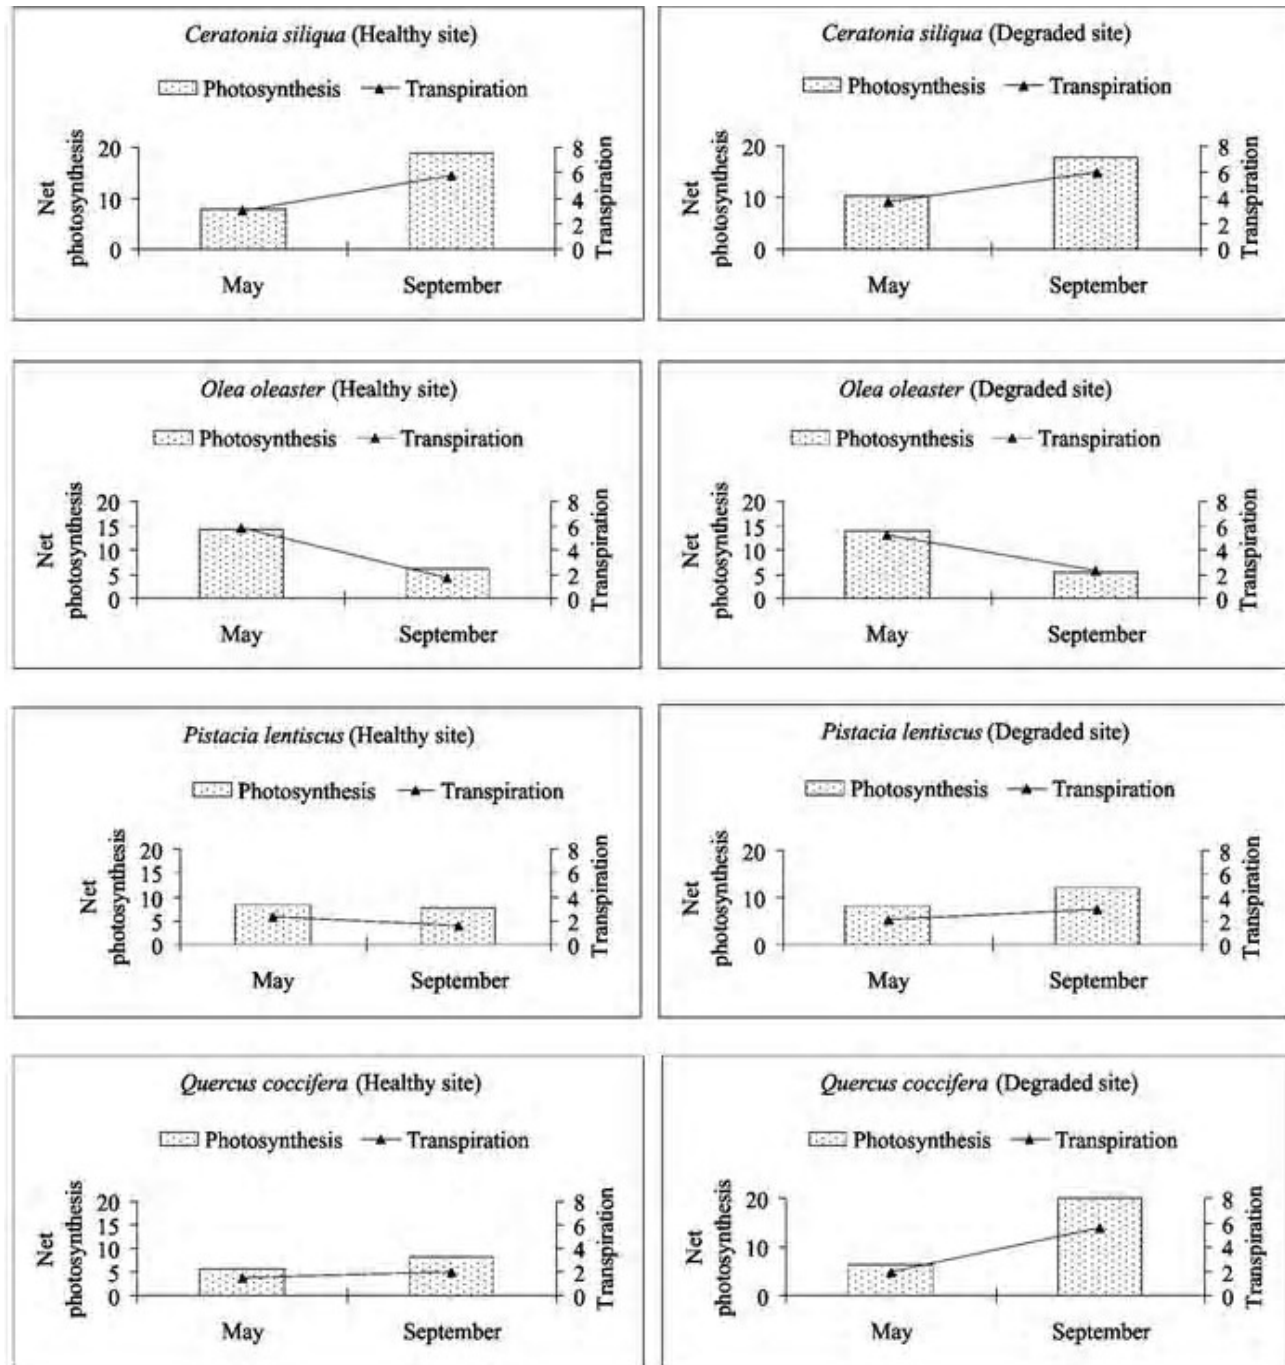 Ceratonia siliqua (Healthy site)
Photosynthesis Transpiration
Net photosynthesis
20
10
0
8
6
4
2
0
Transpiration
May September
Ceratonia siliqua (Degraded site)
Photosynthesis Transpiration
Net photosynthesis
20
10
0
8
6
4
2
0
Transpiration
May September
Olea oleaster (Healthy site)
Photosynthesis Transpiration
Net photosynthesis
20
15
10
5
0
8
6
4
2
0
Transpiration
May September
Olea oleaster (Degraded site)
Photosynthesis Transpiration
Net photosynthesis
20
15
10
5
0
8
6
4
2
0
Transpiration
May September
Pistacia lentiscus (Healthy site)
Photosynthesis Transpiration
Net photosynthesis
20
15
10
5
0
8
6
4
2
0
Transpiration
May September
Pistacia lentiscus (Degraded site)
Photosynthesis Transpiration
Net photosynthesis
20
10
0
8
6
4
2
0
Transpiration
May September
Quercus coccifera (Healthy site)
Photosynthesis Transpiration
Net photosynthesis
20
15
10
5
0
8
6
4
2
0
Transpiration
May September
Quercus coccifera (Degraded site)
Photosynthesis Transpiration
Net photosynthesis
20
10
0
8
6
4
2
0
Transpiration
May September